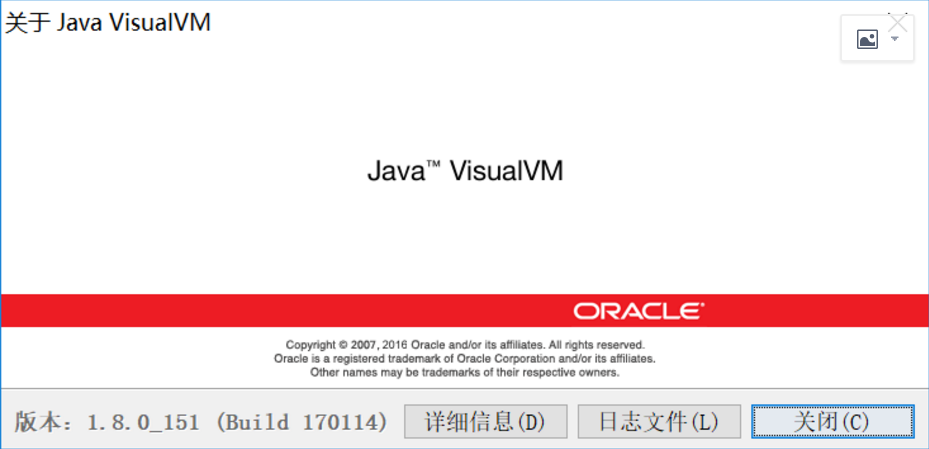 关于 Java VisualVM
Java™ VisualVM
ORACLE®
Copyright © 2007, 2016 Oracle and/or its affiliates. All rights reserved.
Oracle is a registered trademark of Oracle Corporation and/or its affiliates.
Other names may be trademarks of their respective owners.
版本: 1.8.0_151 (Build 170114) 详细信息(D) 日志文件(L) 关闭(C)